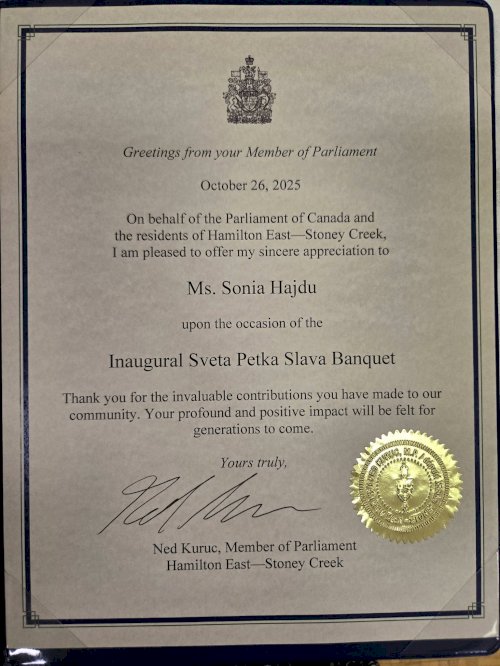 Greetings from your Member of Parliament
October 26, 2025
On behalf of the Parliament of Canada and
the residents of Hamilton East—Stoney Creek,
I am pleased to offer my sincere appreciation to
Ms. Sonia Hajdu
upon the occasion of the
Inaugural Sveta Petka Slava Banquet
Thank you for the invaluable contributions you have made to our
community. Your profound and positive impact will be felt for
generations to come.
Yours truly,
Ned Kuruc, Member of Parliament
Hamilton East—Stoney Creek
NED KURUC, M.P.